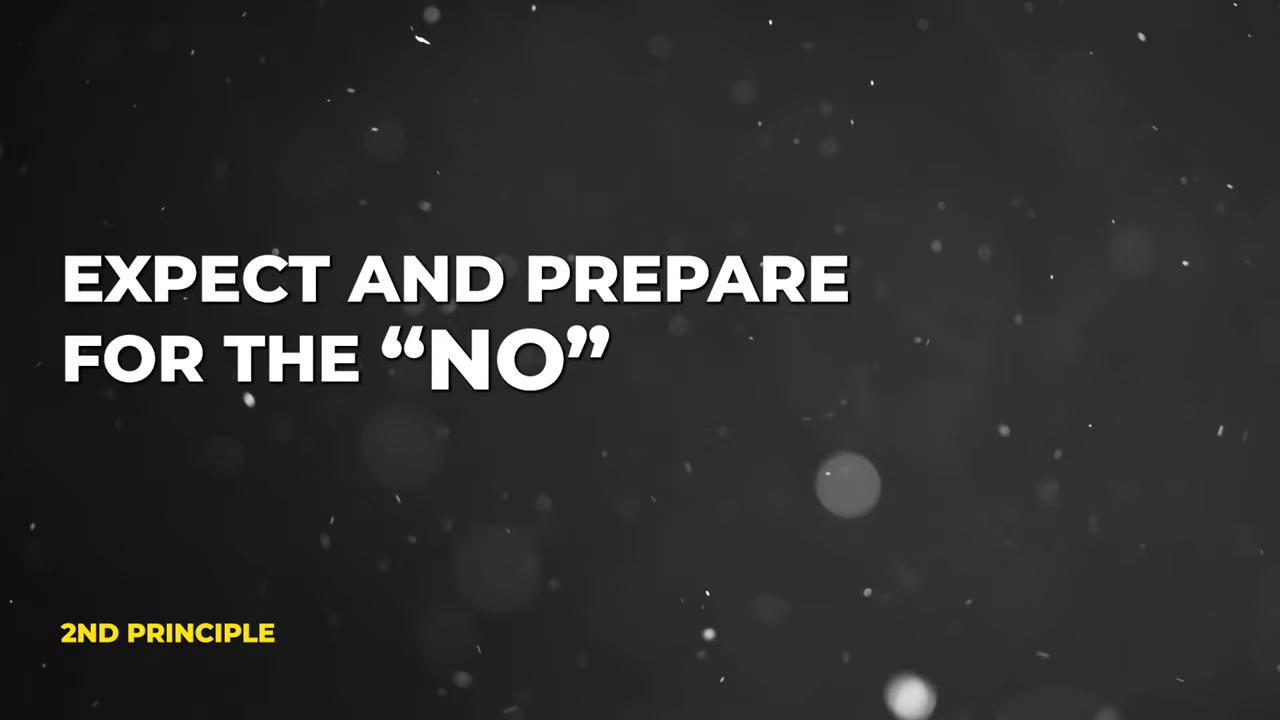 EXPECT AND PREPARE
FOR THE “NO”
2ND PRINCIPLE